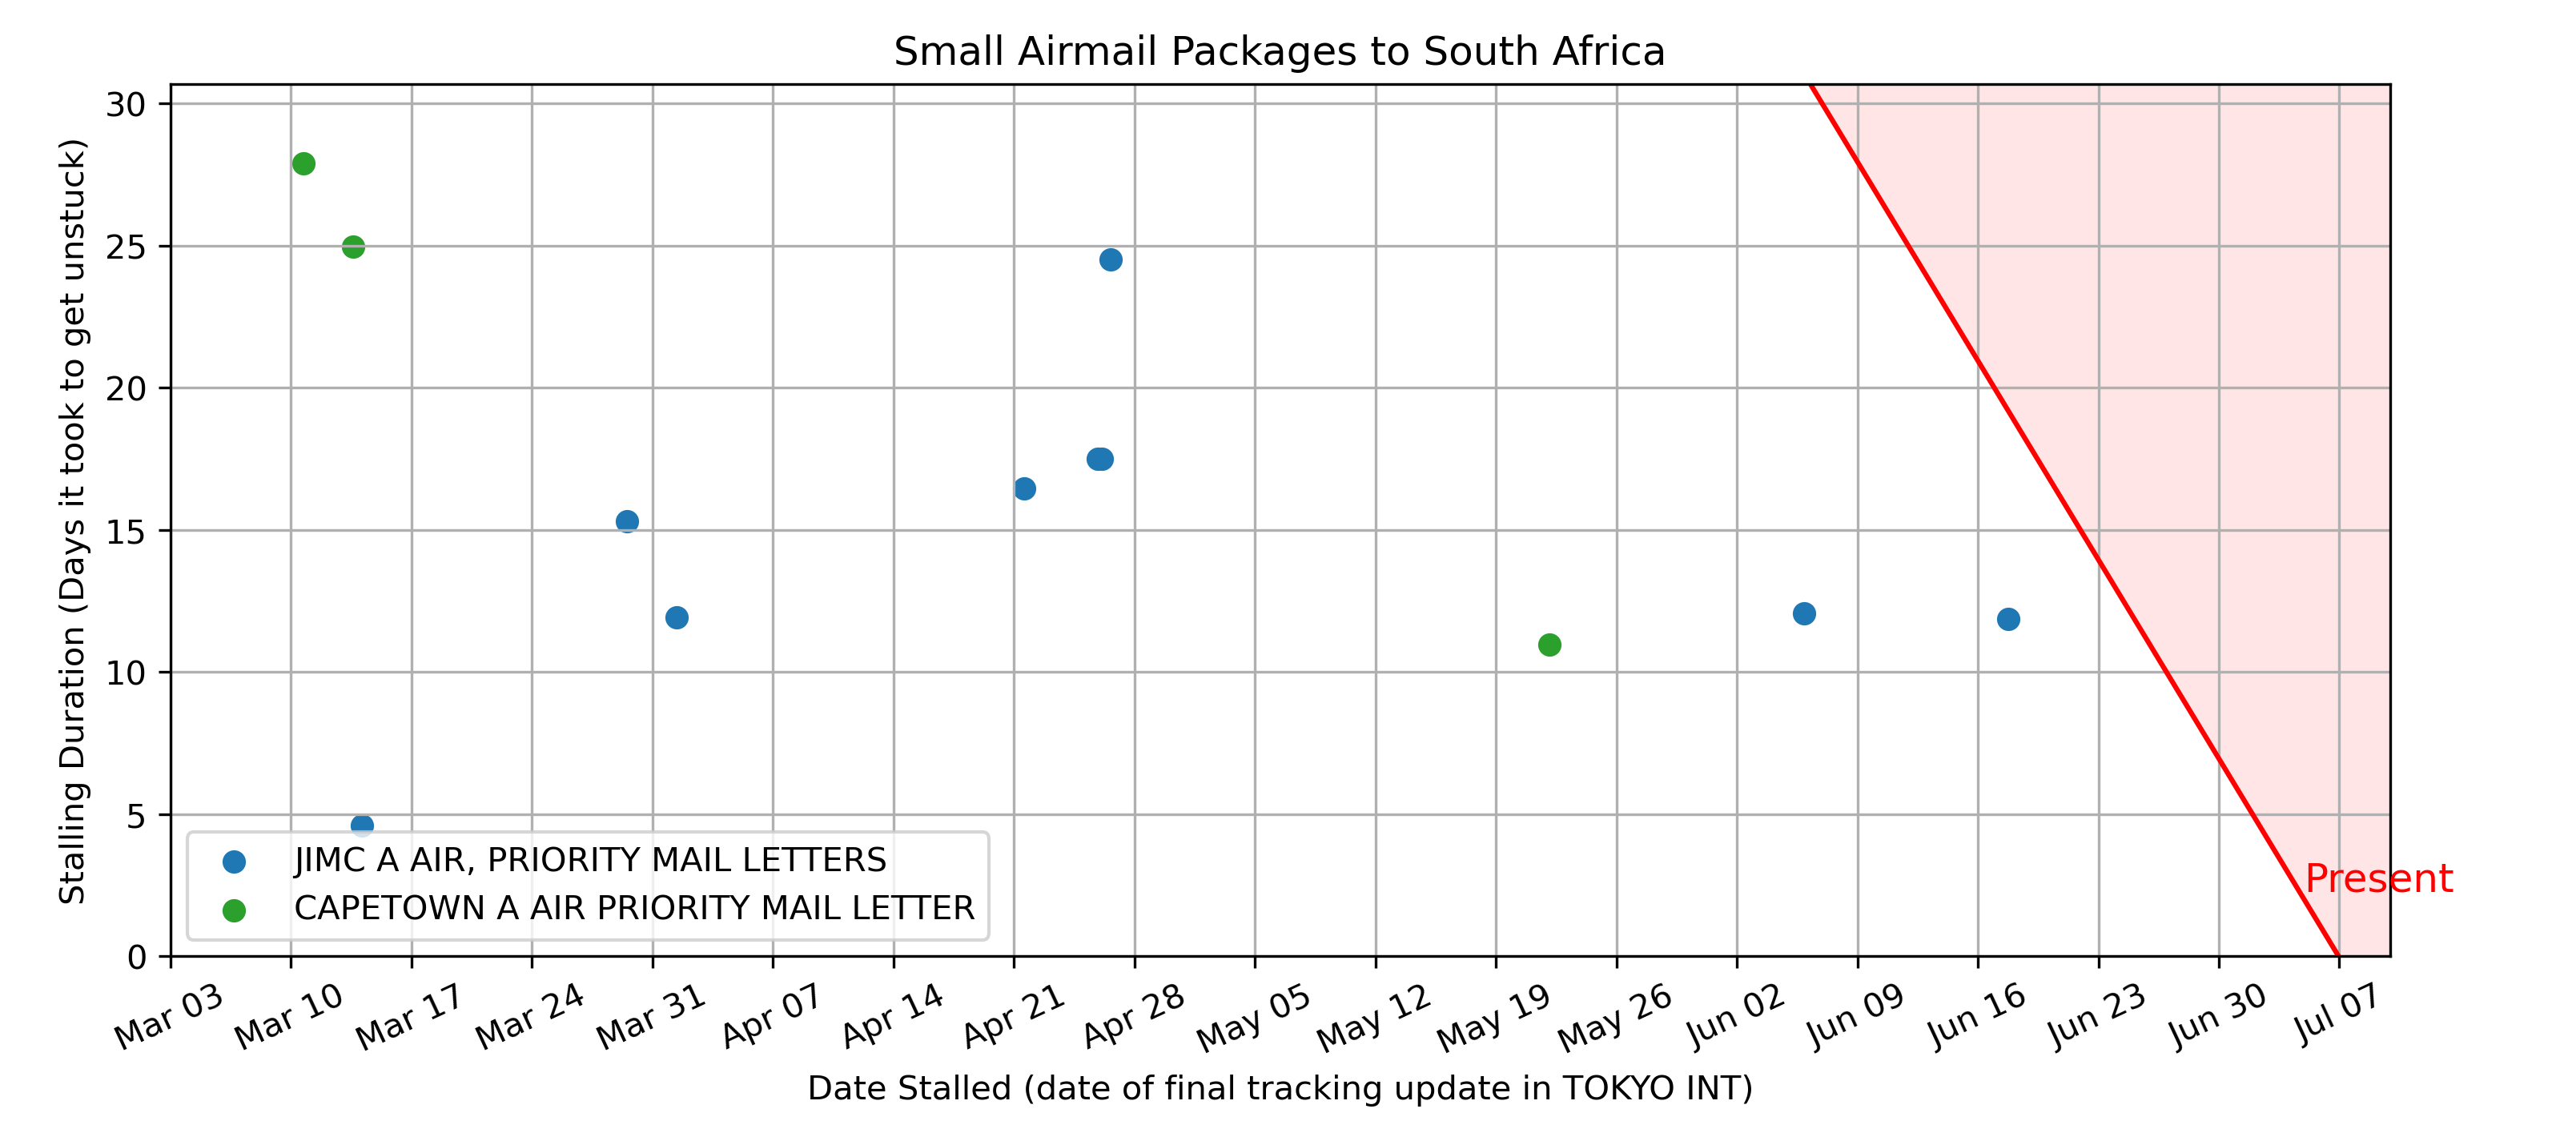 Small Airmail Packages to South Africa
Stalling Duration (Days it took to get unstuck)
30
25
20
15
10
5
0
JIMC A AIR, PRIORITY MAIL LETTERS
CAPETOWN A AIR PRIORITY MAIL LETTER
Present
Mar 03
Mar 10
Mar 17
Mar 24
Mar 31
Apr 07
Apr 14
Apr 21
Apr 28
May 05
May 12
May 19
May 26
Jun 02
Jun 09
Jun 16
Jun 23
Jun 30
Jul 07
Date Stalled (date of final tracking update in TOKYO INT)